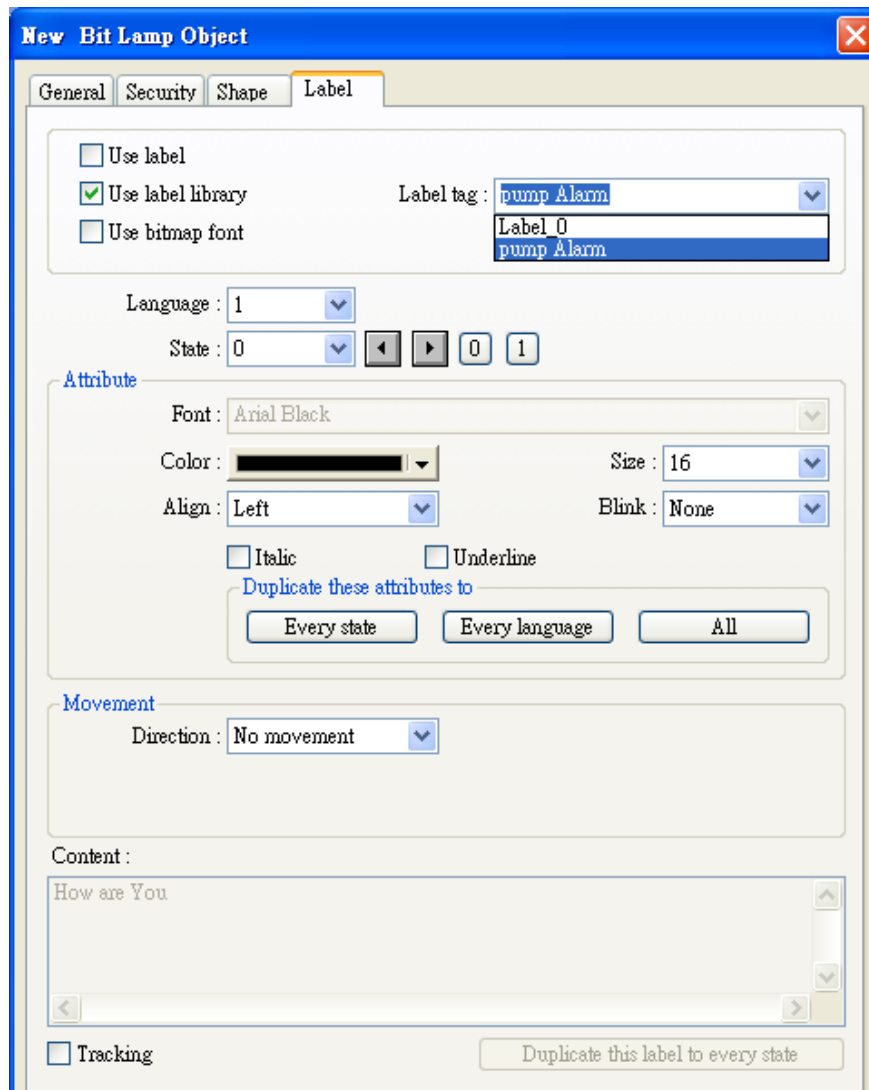 New Bit Lamp Object
General Security Shape Label
Use label
Use label library Label tag : pump Alarm
Use bitmap font Label_0
pump Alarm
Language : 1
State : 0 0 1
Attribute
Font : Arial Black
Color : Size : 16
Align : Left Blink : None
Italic Underline
Duplicate these attributes to
Every state Every language All
Movement
Direction : No movement
Content :
How are You
Tracking Duplicate this label to every state